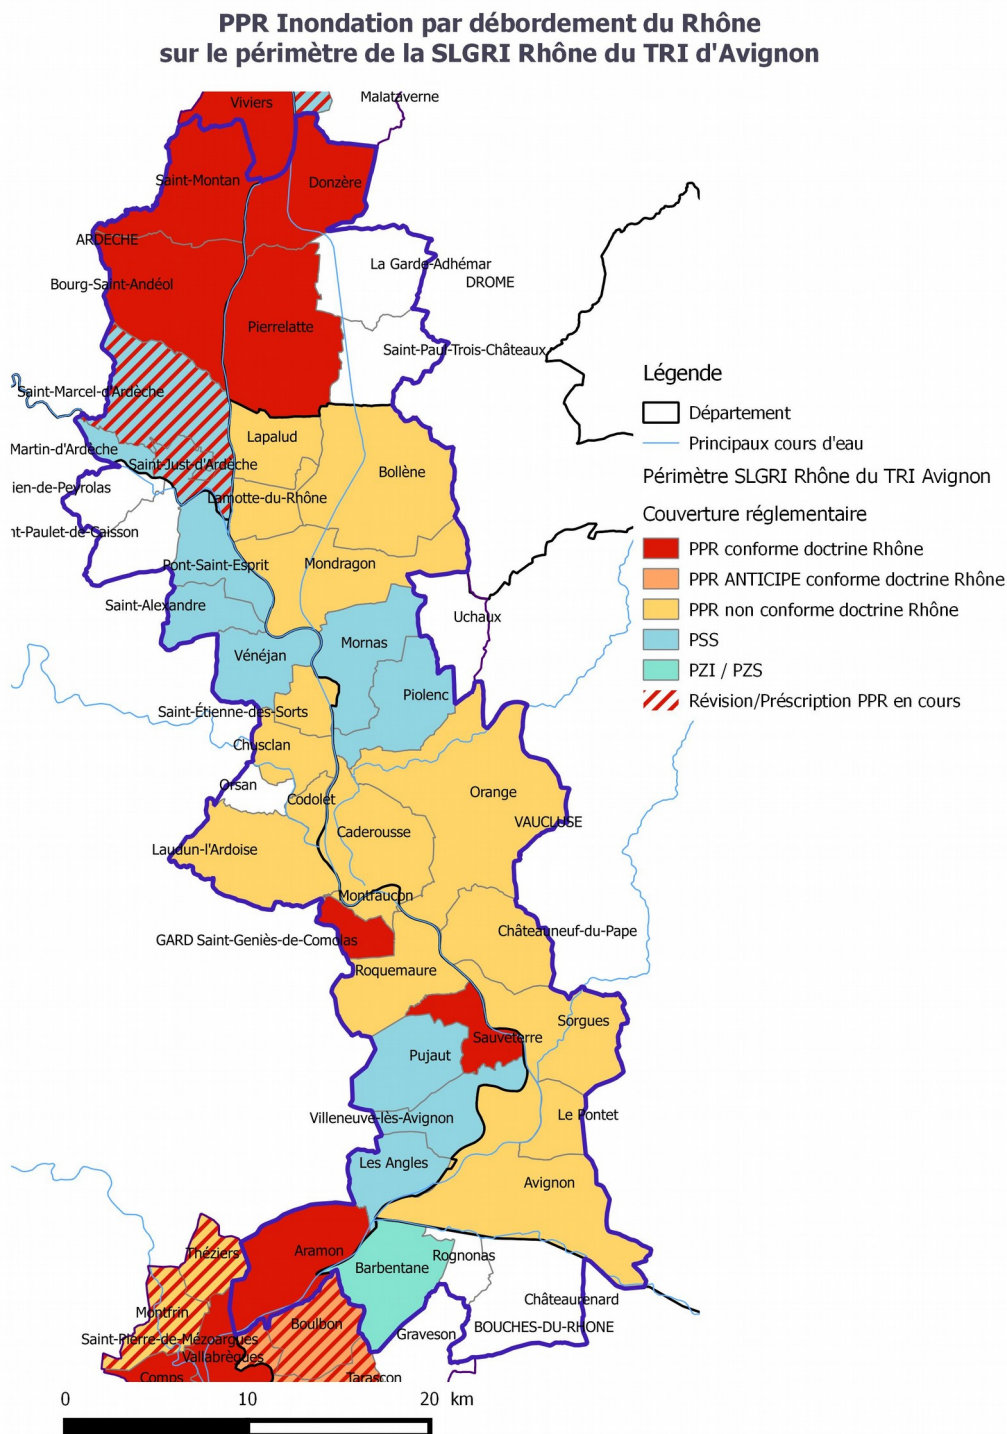 PPR Inondation par débordement du Rhône
sur le périmètre de la SLGRI Rhône du TRI d'Avignon
Viviers
Malataverne
Saint-Montan
Donzère
ARDECHE
La Garde-Adhémar
Bourg-Saint-Andéol
DROME
Pierrelatte
Saint-Paul-Trois-Châteaux
Légende
Saint-Marcel-d'Ardèche
Département
Lapalud
Principaux cours d'eau
Martin-d'Ardèche
Saint-Just-d'Ardèche
Bollène
Périmètre SLGRI Rhône du TRI Avignon
ien-de-Peyrolas
Lamotte-du-Rhône
Couverture réglementaire
nt-Paulet-de-Caisson
PPR conforme doctrine Rhône
Pont-Saint-Esprit
Mondragon
PPR ANTICIPE conforme doctrine Rhône
Saint-Alexandre
PPR non conforme doctrine Rhône
Uchaux
Mornas
PSS
Vénéjan
PZI / PZS
Piolenc
Révision/Préscription PPR en cours
Saint-Étienne-des-Sorts
Chusclan
Orsan
Codolet
Orange
VAUCLUSE
Caderousse
Laudun-l'Ardoise
Montfaucon
Châteauneuf-du-Pape
GARD Saint-Geniès-de-Comolas
Roquemaure
Sorgues
Sauveterre
Pujaut
Villeneuve-lès-Avignon
Le Pontet
Les Angles
Avignon
Théziers
Aramon
Rognonas
Barbentane
Châteaurenard
Montfrin
Boulbon
BOUCHES-DU-RHONE
Graveson
Saint-Pierre-de-Mézoargues
Vallabrègues
Comps
Tarascon
0 10 20 km